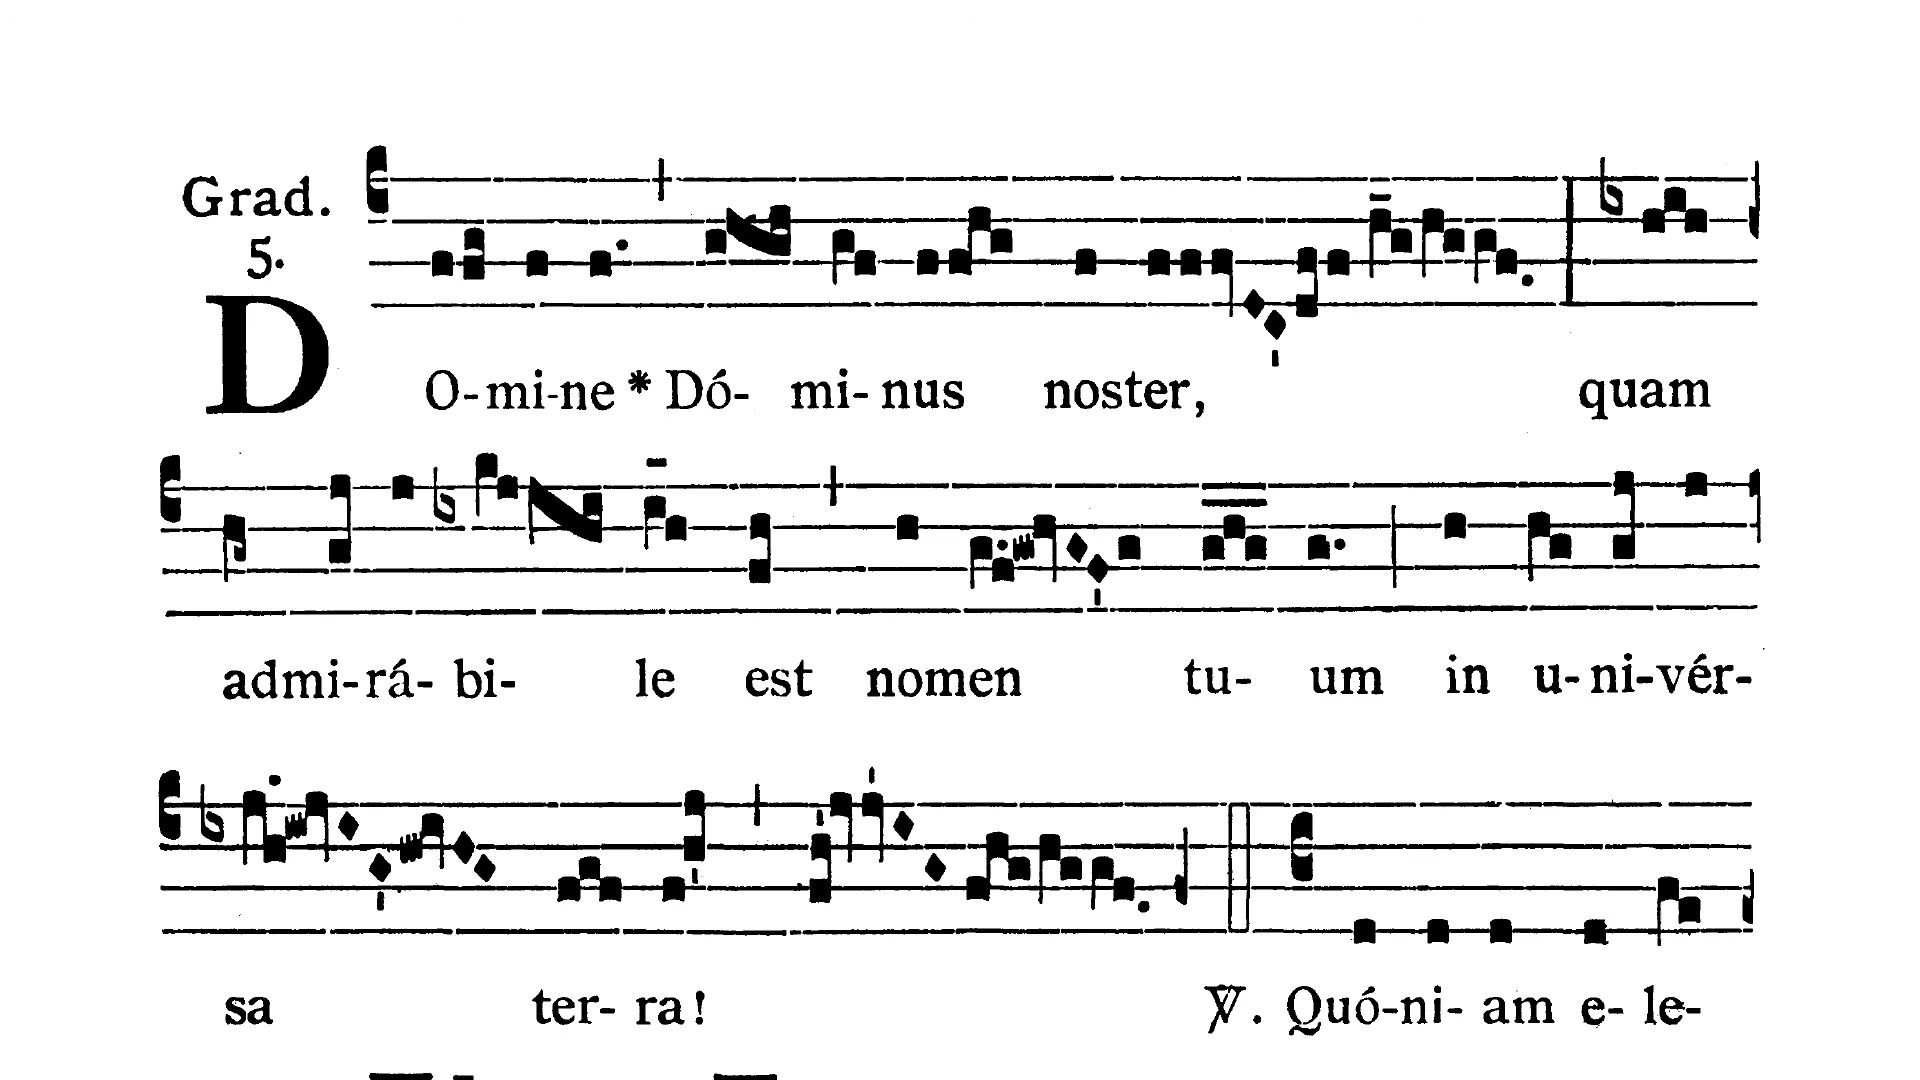 Grad.
5.
DO-mi-ne * Dó- mi- nus noster, quam
admi-rá- bi- le est nomen tu- um in u- ni-vér-
sa ter- ra! ℣. Quó-ni- am e- le-